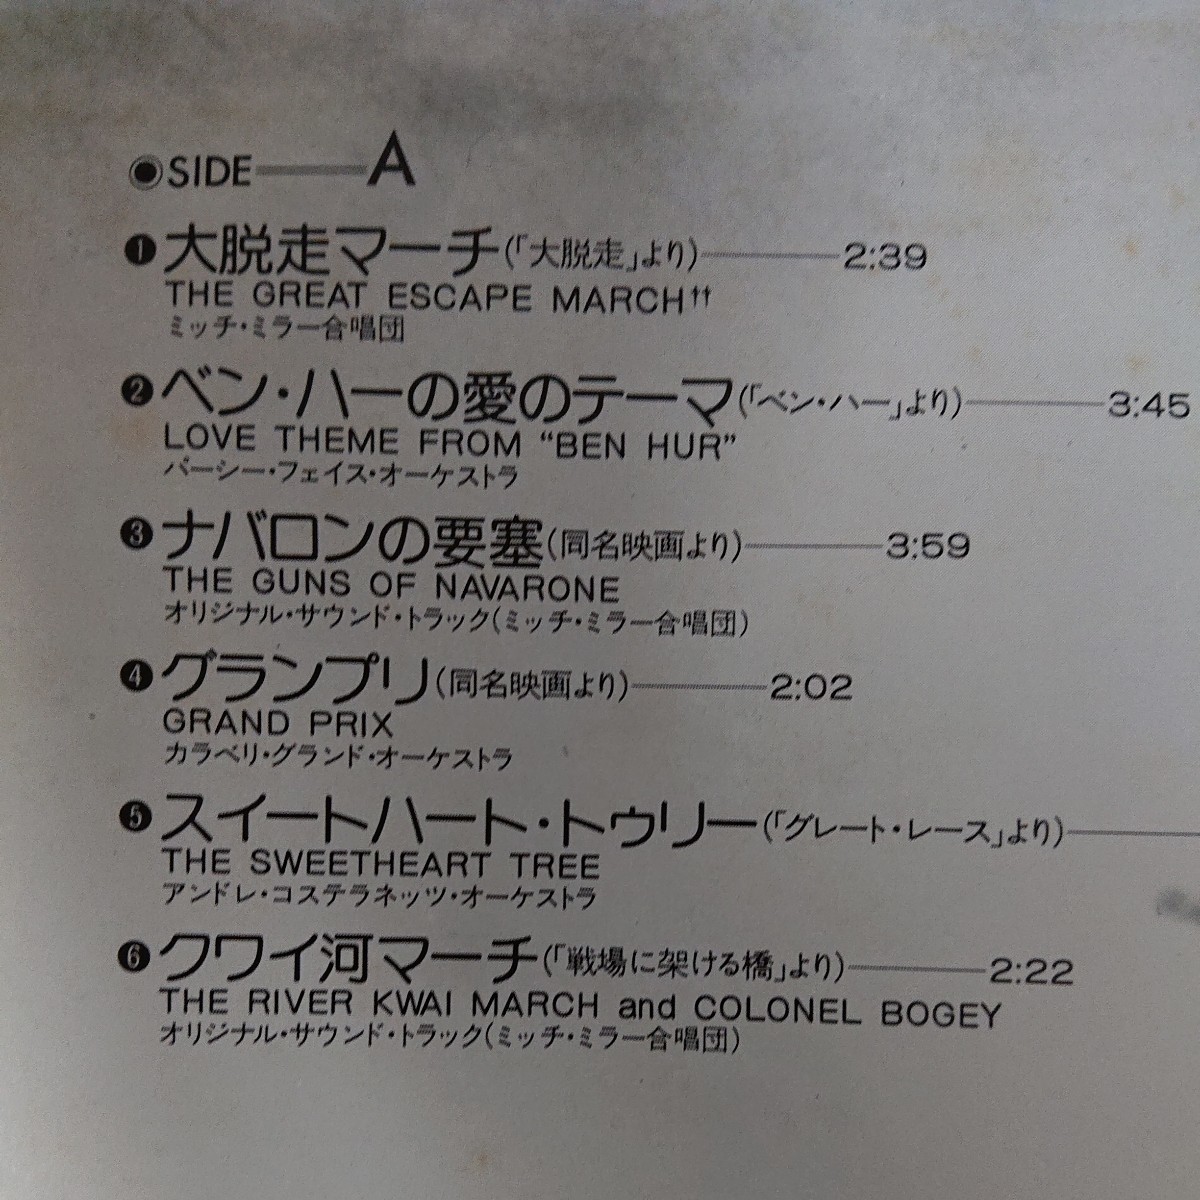 ◉SIDE——A
❶大脱走マーチ(「大脱走」より)——2:39
THE GREAT ESCAPE MARCH††
ミッチ・ミラー合唱団
❷ベン・ハーの愛のテーマ(「ベン・ハー」より)——3:45
LOVE THEME FROM “BEN HUR”
パーシー・フェイス・オーケストラ
❸ナバロンの要塞(同名映画より)——3:59
THE GUNS OF NAVARONE
オリジナル・サウンド・トラック(ミッチ・ミラー合唱団)
❹グランプリ(同名映画より)——2:02
GRAND PRIX
カラベリ・グランド・オーケストラ
❺スイートハート・トゥリー(「グレート・レース」より)——
THE SWEETHEART TREE
アンドレ・コステラネッツ・オーケストラ
❻クワイ河マーチ(「戦場に架ける橋」より)——2:22
THE RIVER KWAI MARCH and COLONEL BOGEY
オリジナル・サウンド・トラック(ミッチ・ミラー合唱団)